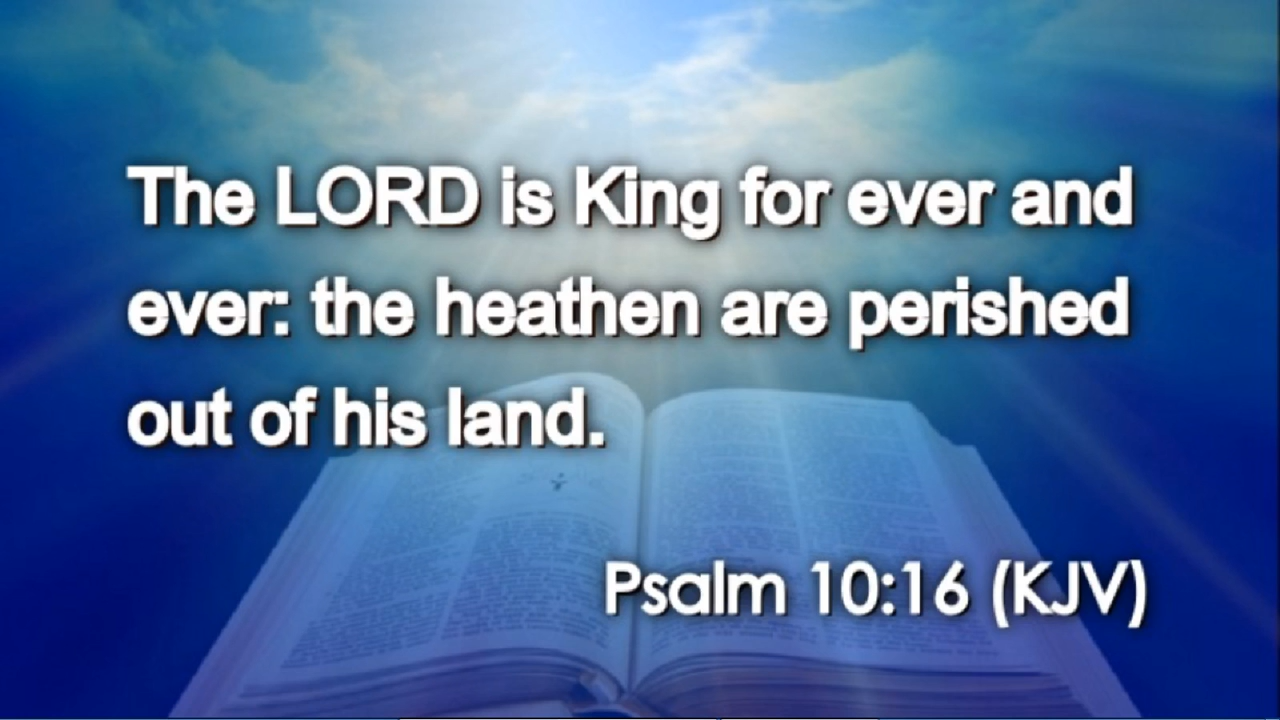 The LORD is King for ever and
ever: the heathen are perished
out of his land.
Psalm 10:16 (KJV)